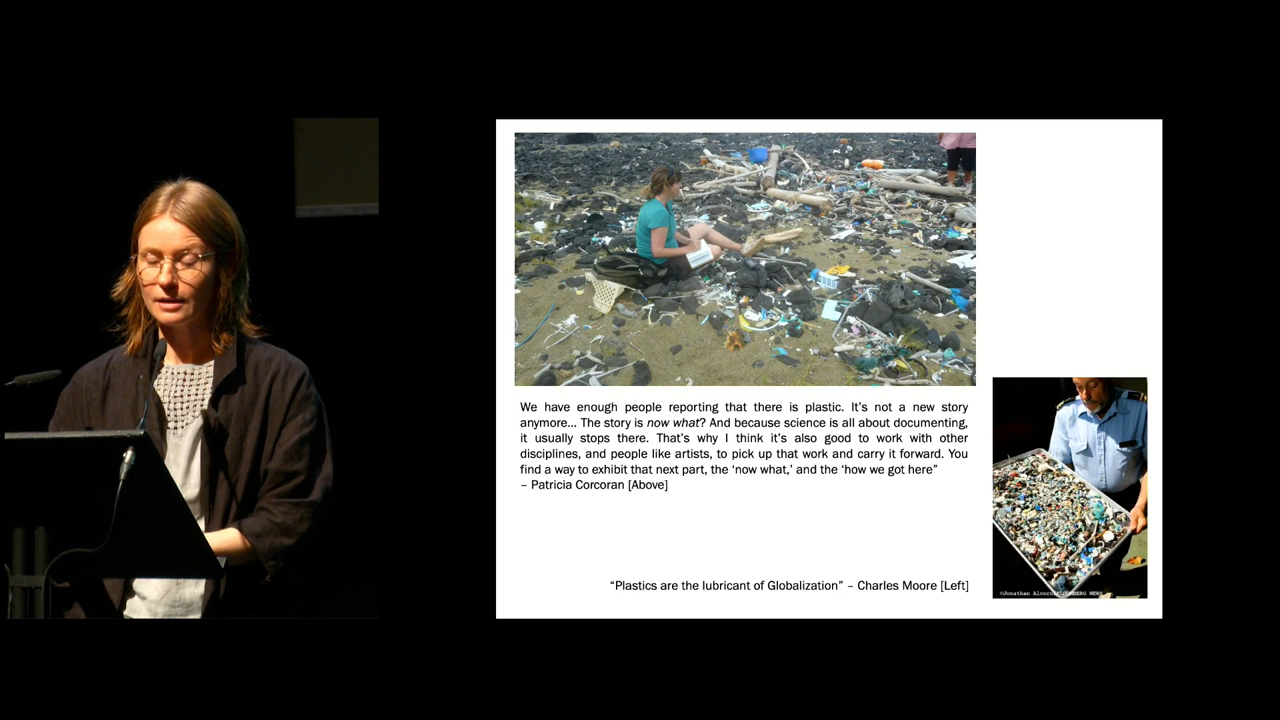 We have enough people reporting that there is plastic. It's not a new story
anymore... The story is now what? And because science is all about documenting,
it usually stops there. That's why I think it's also good to work with other
disciplines, and people like artists, to pick up that work and carry it forward. You
find a way to exhibit that next part, the 'now what,' and the 'how we got here”
– Patricia Corcoran [Above]
“Plastics are the lubricant of Globalization” – Charles Moore [Left]
©Jonathan Alcorn
NEWS